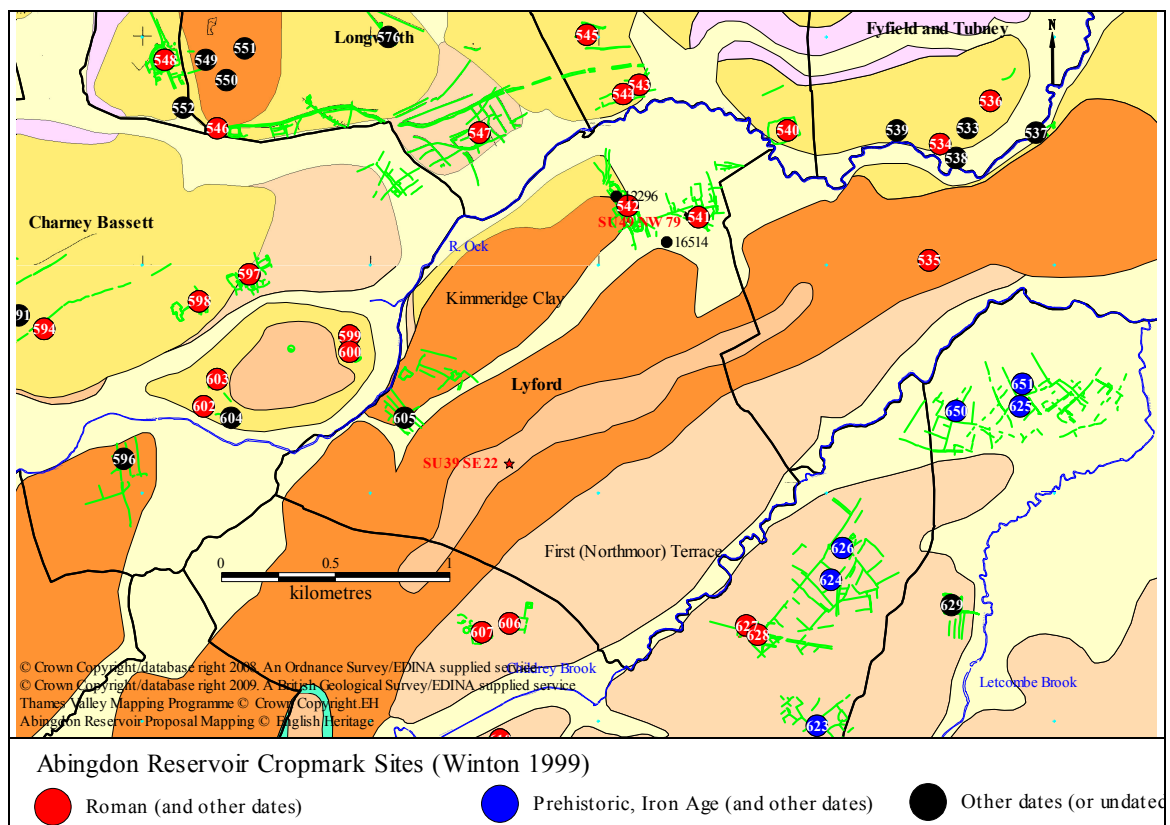 Longworth
Fyfield and Tubney
N
576
545
551
548
549
550
543
544
536
552
546
547
540
539
533
534
538
537
12296
542
541
SU49 NW 79
16514
Charney Bassett
R. Ock
535
597
Kimmeridge Clay
598
91
594
599
600
603
Lyford
651
602
604
605
650
625
596
SU39 SE 22
First (Northmoor) Terrace
626
0
0.5
1
624
kilometres
629
606
627
607
628
© Crown Copyright/database right 2008. An Ordnance Survey/EDINA supplied service
Childrey Brook
© Crown Copyright/database right 2009. A British Geological Survey/EDINA supplied service
Letcombe Brook
Thames Valley Mapping Programme © Crown Copyright.EH
Abingdon Reservoir Proposal Mapping © English Heritage
623
Abingdon Reservoir Cropmark Sites (Winton 1999)
Roman (and other dates)
Prehistoric, Iron Age (and other dates)
Other dates (or undated